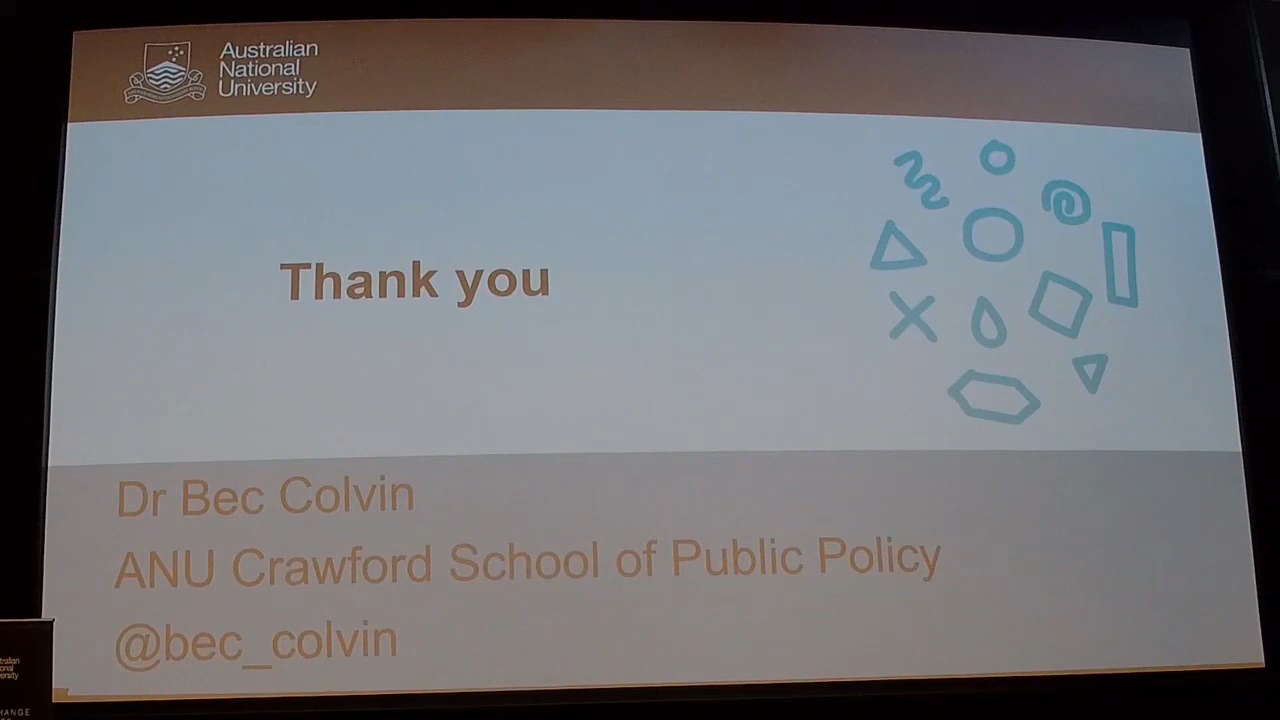 Australian
National
University
Thank you
Dr Bec Colvin
ANU Crawford School of Public Policy
@bec_colvin